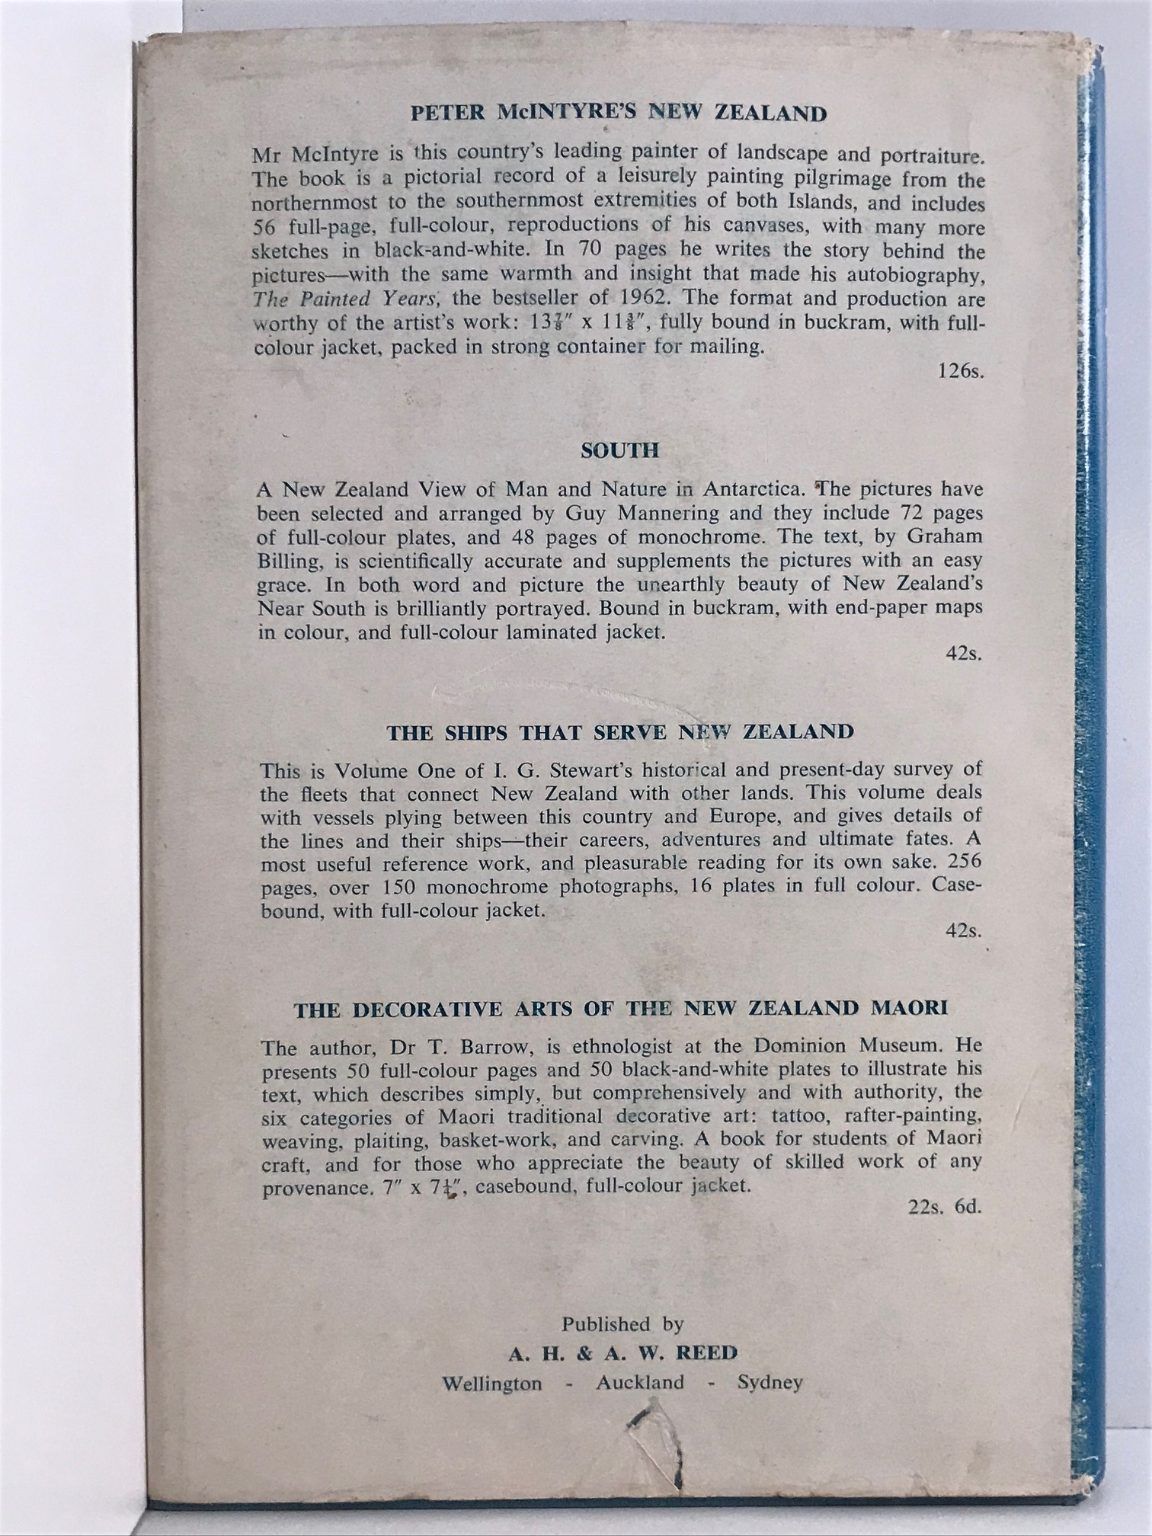 PETER McINTYRE'S NEW ZEALAND
Mr McIntyre is this country's leading painter of landscape and portraiture.
The book is a pictorial record of a leisurely painting pilgrimage from the
northernmost to the southernmost extremities of both Islands, and includes
56 full-page, full-colour, reproductions of his canvases, with many more
sketches in black-and-white. In 70 pages he writes the story behind the
pictures—with the same warmth and insight that made his autobiography,
The Painted Years, the bestseller of 1962. The format and production are
worthy of the artist's work: x fully bound in buckram, with full-
colour jacket, packed in strong container for mailing.
126s.
SOUTH
A New Zealand View of Man and Nature in Antarctica. The pictures have
been selected and arranged by Guy Mannering and they include 72 pages
of full-colour plates, and 48 pages of monochrome. The text, by Graham
Billing, is scientifically accurate and supplements the pictures with an easy
grace. In both word and picture the unearthly beauty of New Zealand's
Near South is brilliantly portrayed. Bound in buckram, with end-paper maps
in colour, and full-colour laminated jacket.
42s.
THE SHIPS THAT SERVE NEW ZEALAND
This is Volume One of I. G. Stewart's historical and present-day survey of
the fleets that connect New Zealand with other lands. This volume deals
with vessels plying between this country and Europe, and gives details of
the lines and their ships—their careers, adventures and ultimate fates. A
most useful reference work, and pleasurable reading for its own sake. 256
pages, over 150 monochrome photographs, 16 plates in full colour. Case-
bound, with full-colour jacket.
42s.
THE DECORATIVE ARTS OF THE NEW ZEALAND MAORI
The author, Dr T. Barrow, is ethnologist at the Dominion Museum. He
presents 50 full-colour pages and 50 black-and-white plates to illustrate his
text, which describes simply, but comprehensively and with authority, the
six categories of Maori traditional decorative art: tattoo, rafter-painting,
weaving, plaiting, basket-work, and carving. A book for students of Maori
craft, and for those who appreciate the beauty of skilled work of any
provenance. 7" x casebound, full-colour jacket.
22s. 6d.
Published by
A. H. & A. W. REED
Wellington - Auckland - Sydney